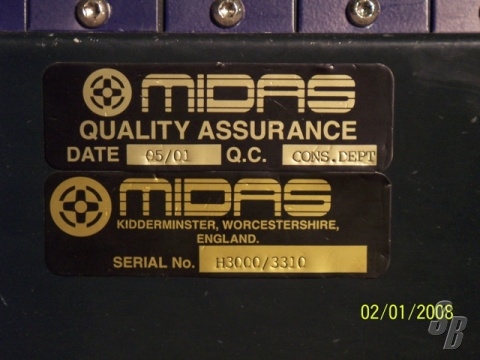 MIDAS
QUALITY ASSURANCE
DATE 05/01 Q.C. CONS.DEPT
MIDAS
KIDDERMINSTER, WORCESTERSHIRE,
ENGLAND.
SERIAL No. H3000/3310
02/01/2008
SB